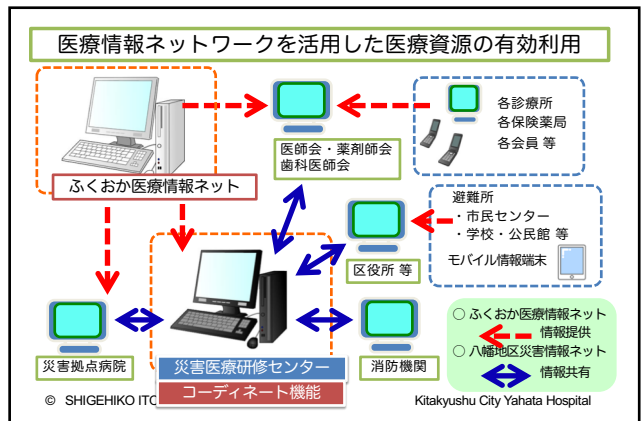 医療情報ネットワークを活用した医療資源の有効利用
ふくおか医療情報ネット
医師会・薬剤師会
歯科医師会
各診療所
各保険薬局
各会員 等
避難所
・市民センター
・学校・公民館 等
モバイル情報端末
区役所 等
災害拠点病院
災害医療研修センター
コーディネート機能
消防機関
○ ふくおか医療情報ネット
情報提供
○ 八幡地区災害情報ネット
情報共有
© SHIGEHIKO ITO
Kitakyushu City Yahata Hospital